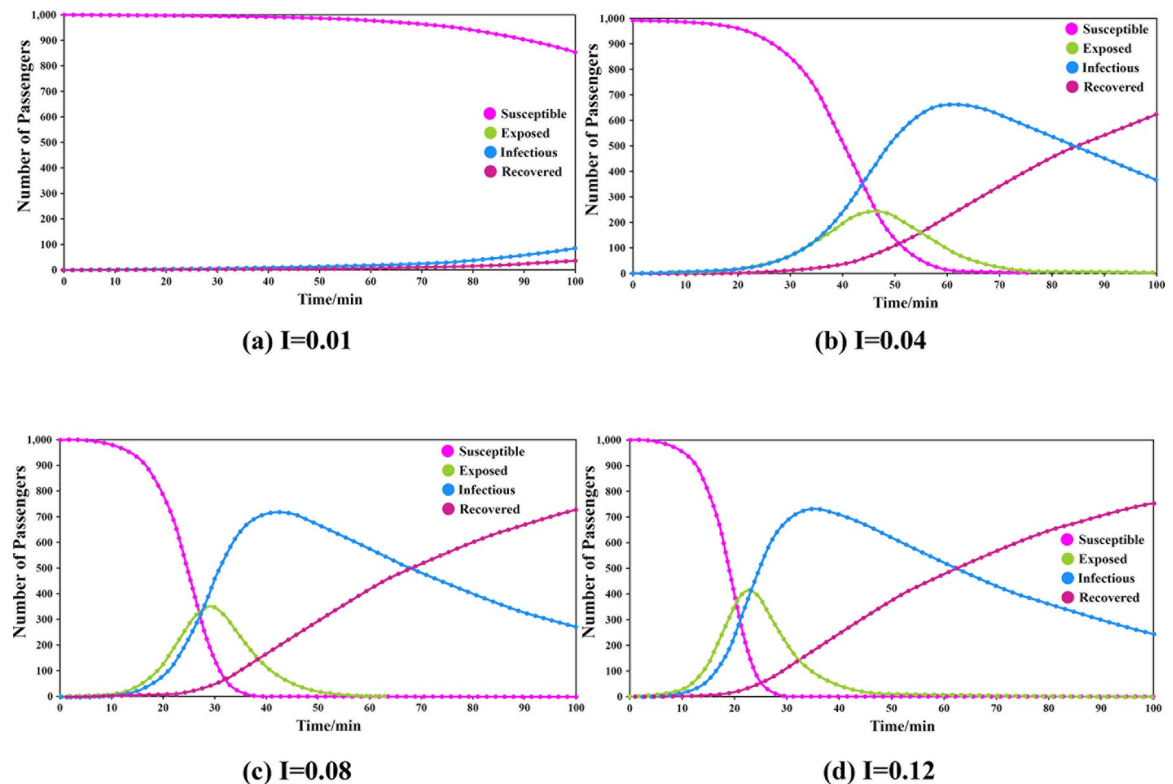 1,000
900
800
700
600
500
400
300
200
100
0
Number of Passengers
Susceptible
Exposed
Infectious
Recovered
0 10 20 30 40 50 60 70 80 90 100
Time/min
(a) I=0.01
1,000
900
800
700
600
500
400
300
200
100
0
Number of Passengers
Susceptible
Exposed
Infectious
Recovered
0 10 20 30 40 50 60 70 80 90 100
Time/min
(b) I=0.04
1,000
900
800
700
600
500
400
300
200
100
0
Number of Passengers
Susceptible
Exposed
Infectious
Recovered
0 10 20 30 40 50 60 70 80 90 100
Time/min
(c) I=0.08
1,000
900
800
700
600
500
400
300
200
100
0
Number of Passengers
Susceptible
Exposed
Infectious
Recovered
0 10 20 30 40 50 60 70 80 90 100
Time/min
(d) I=0.12